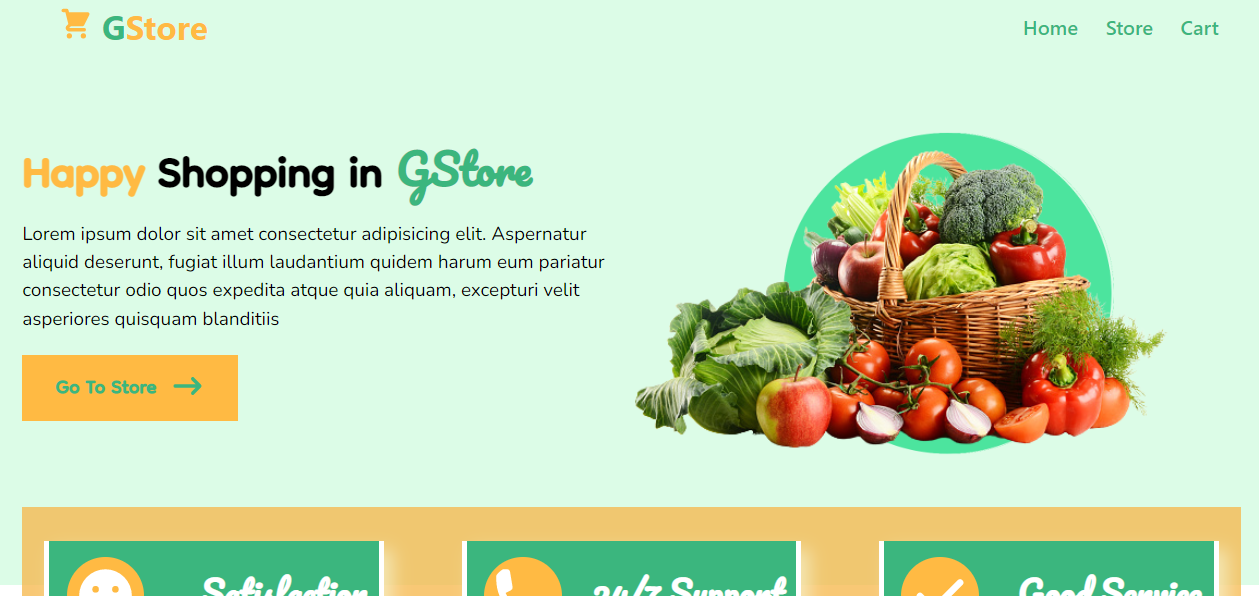 GStore
Home Store Cart
Happy Shopping in GStore
Lorem ipsum dolor sit amet consectetur adipisicing elit. Aspernatur
aliquid deserunt, fugiat illum laudantium quidem harum eum pariatur
consectetur odio quos expedita atque quia aliquam, excepturi velit
asperiores quisquam blanditiis
Go To Store
Satisfaction 24/7 Support Good Service